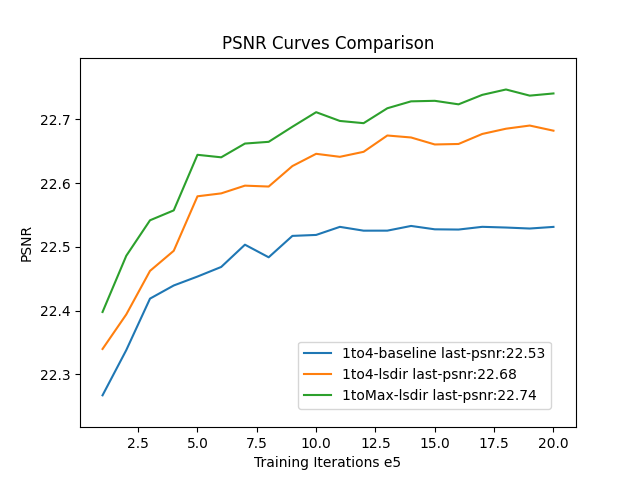 PSNR Curves Comparison
PSNR
22.7
22.6
22.5
22.4
22.3
1to4-baseline last-psnr:22.53
1to4-lsdir last-psnr:22.68
1toMax-lsdir last-psnr:22.74
2.5 5.0 7.5 10.0 12.5 15.0 17.5 20.0
Training Iterations e5